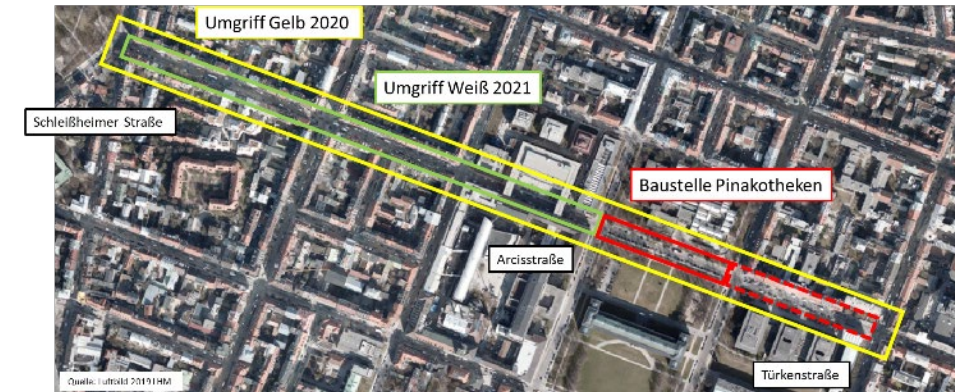 Umgriff Gelb 2020
Umgriff Weiß 2021
Schleißheimer Straße
Baustelle Pinakotheken
Arcisstraße
Türkenstraße
Quelle: Luftbild 2019 LHM